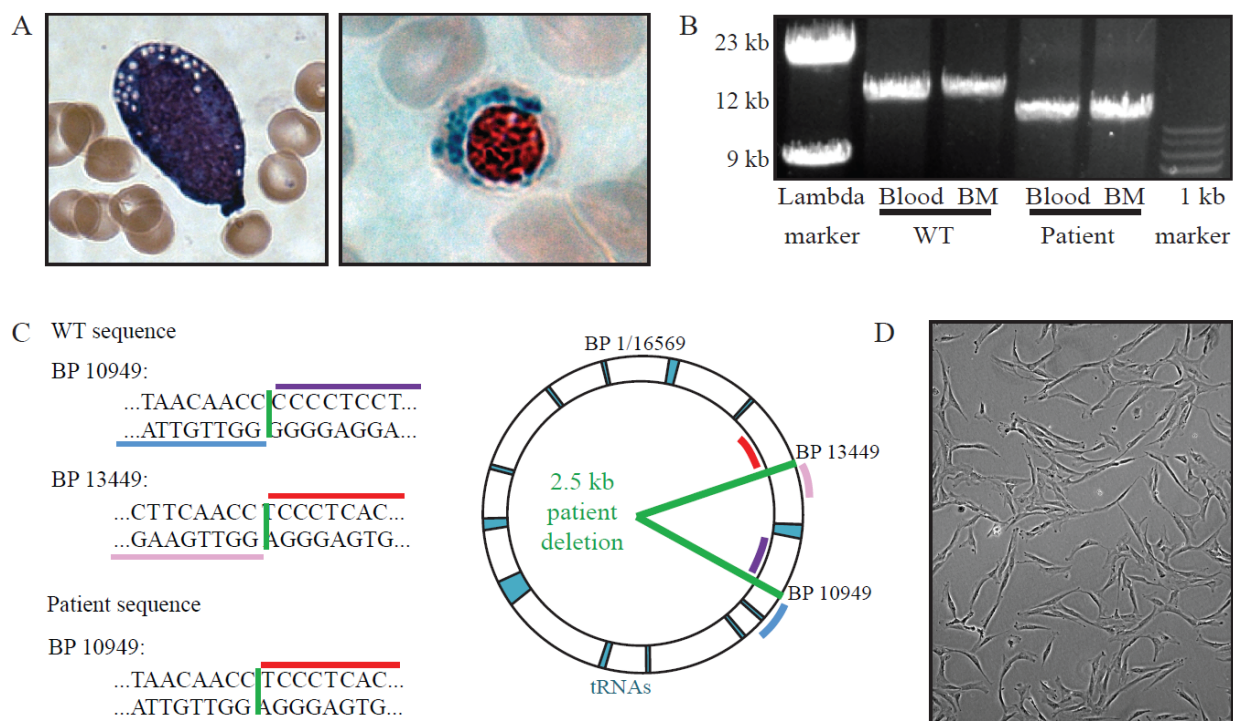 A
B
23 kb
12 kb
9 kb
Lambda marker
Blood BM
WT
Blood BM
Patient
1 kb marker
C
WT sequence
BP 10949:
...TAACAACC CCCCTCCT...
...ATTGTTGG GGGGAGGA...
BP 13449:
...CTTCAACC TCCCTCAC...
...GAAGTTGG AGGGAGTG...
Patient sequence
BP 10949:
...TAACAACC TCCCTCAC...
...ATTGTTGG AGGGAGTG...
BP 1/16569
BP 13449
2.5 kb
patient
deletion
BP 10949
tRNAs
D